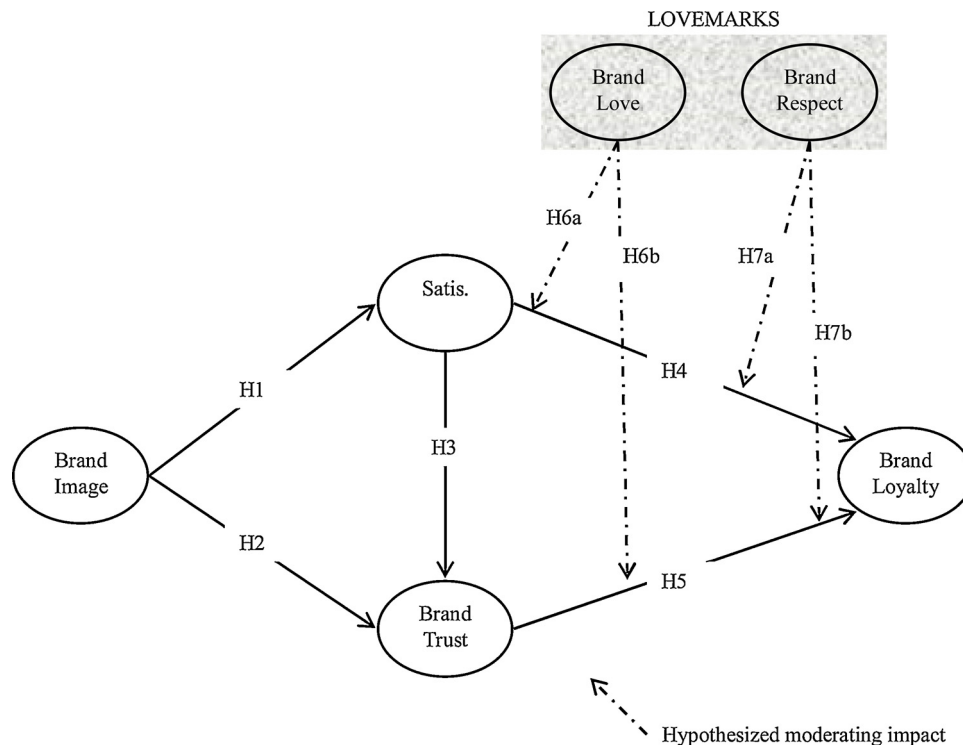 LOVEMARKS
Brand
Love
Brand
Respect
H6a
H6b
H7a
Satis.
H7b
H4
H1
H3
Brand
Image
Brand
Loyalty
H2
H5
Brand
Trust
Hypothesized moderating impact